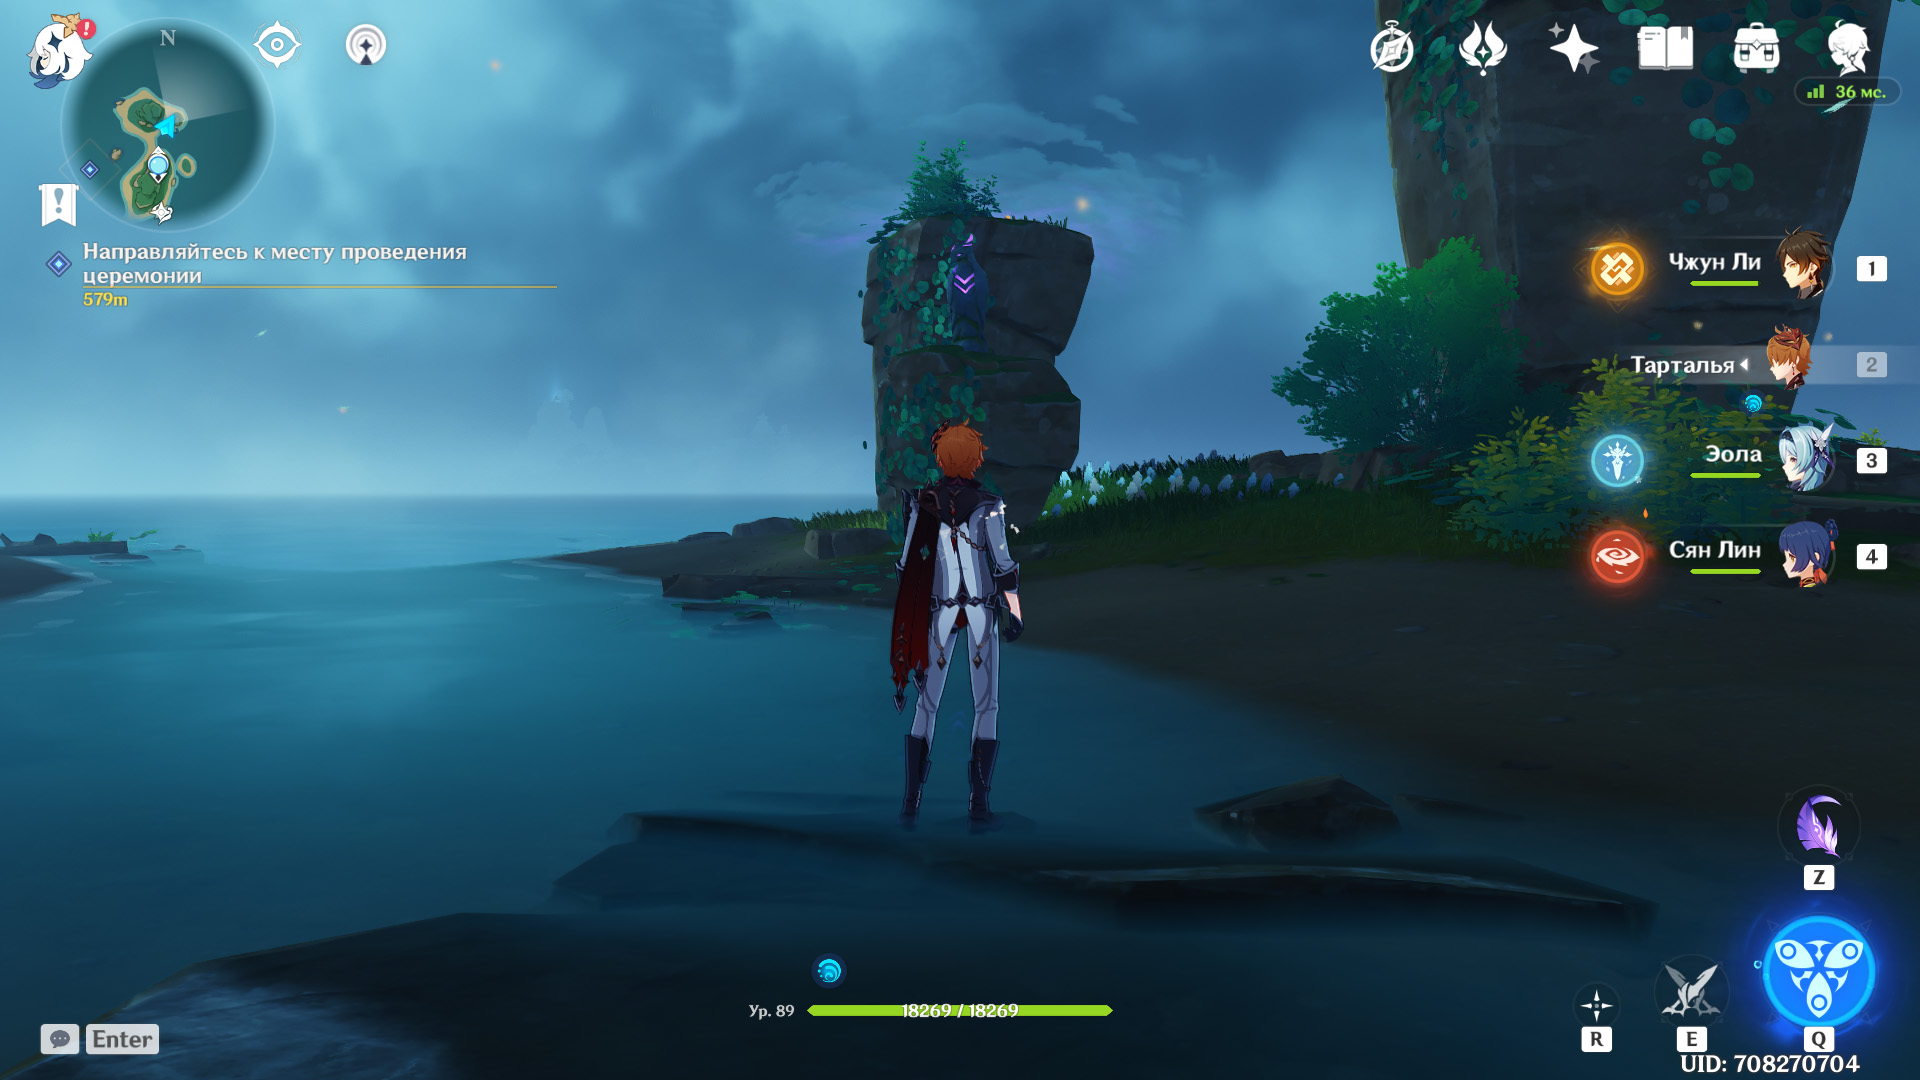 N
36 мс.
Направляйтесь к месту проведения
церемонии
579m
Чжун Ли
1
Тарталья
2
Эола
3
Сян Лин
4
Z
Ур. 89
18269 / 18269
Enter
R
E
Q
UID: 708270704